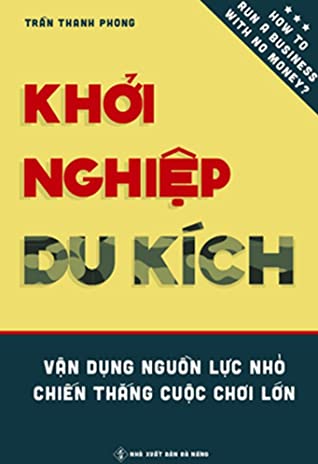 TRẦN THANH PHONG
★★★
HOW TO
RUN A BUSINESS
WITH NO MONEY?
KHỞI
NGHIỆP
DU KÍCH
VẬN DỤNG NGUỒN LỰC NHỎ
CHIẾN THẮNG CUỘC CHƠI LỚN
NHÀ XUẤT BẢN ĐÀ NẴNG